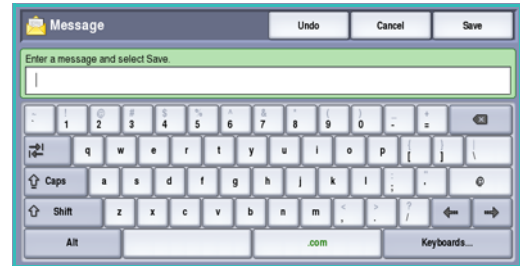 Message Undo Cancel Save
Enter a message and select Save.
~ ! @ # $ % ^ & * ( ) _ +
` 1 2 3 4 5 6 7 8 9 0 - =
q w e r t y u i o p { [ } ] | \
Caps a s d f g h j k l : ; " ' @
Shift z x c v b n m < , > . ? /
Alt .com Keyboards...